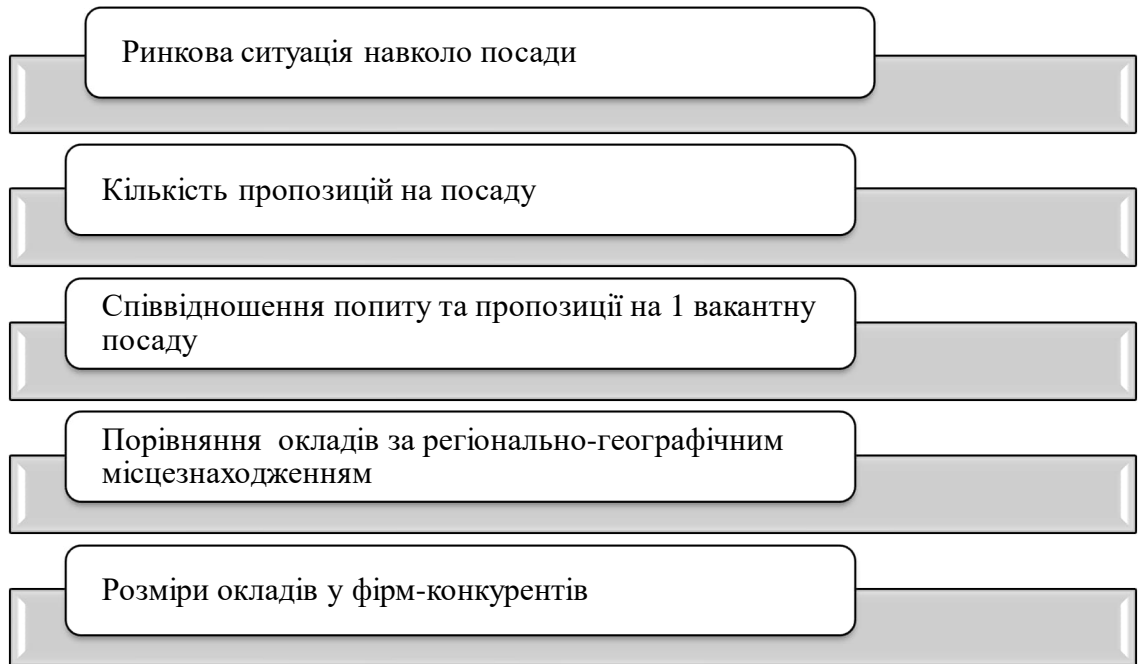 Ринкова ситуація навколо посади
Кількість пропозицій на посаду
Співвідношення попиту та пропозиції на 1 вакантну
посаду
Порівняння окладів за регіонально-географічним
місцезнаходженням
Розміри окладів у фірм-конкурентів